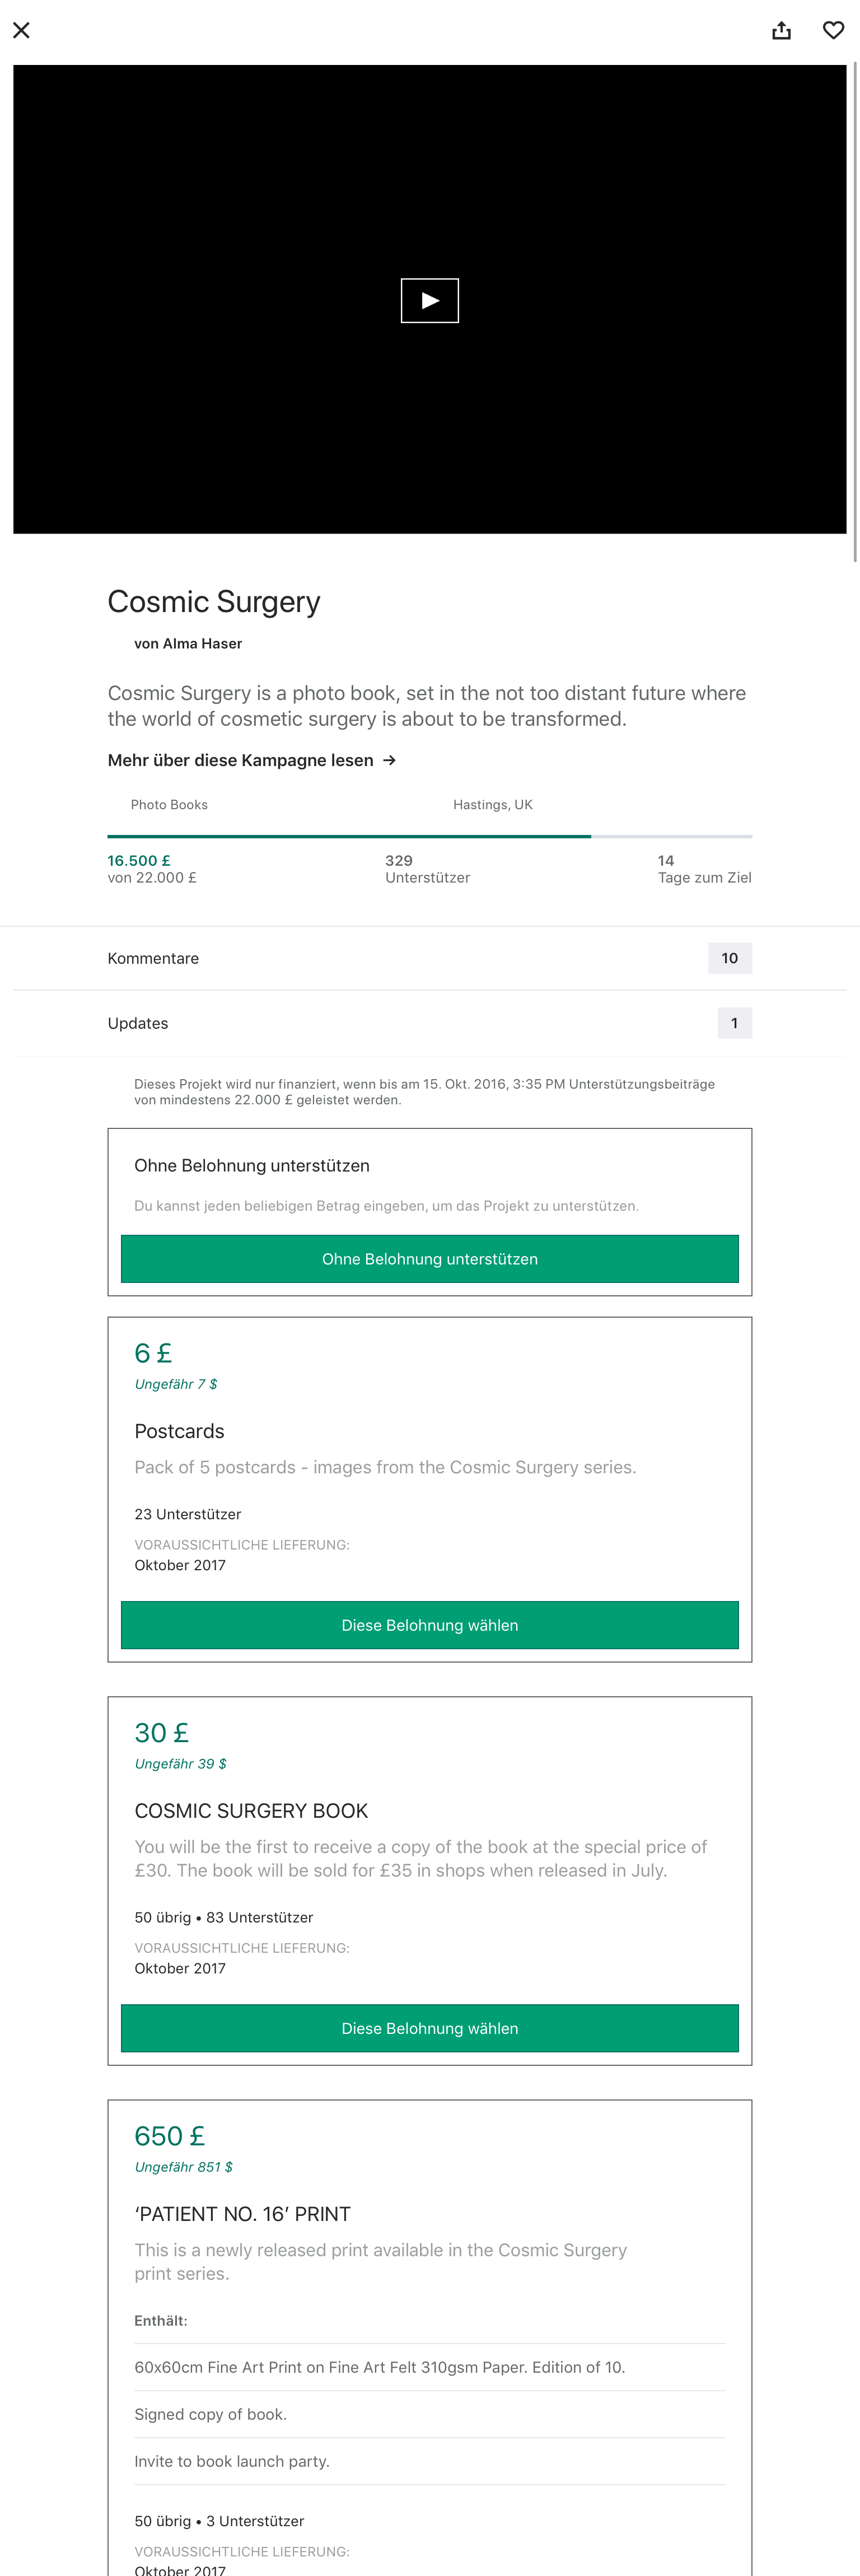 Cosmic Surgery
von Alma Haser
Cosmic Surgery is a photo book, set in the not too distant future where
the world of cosmetic surgery is about to be transformed.
Mehr über diese Kampagne lesen →
Photo Books Hastings, UK
16.500 £ 329 14
von 22.000 £ Unterstützer Tage zum Ziel
Kommentare 10
Updates 1
Dieses Projekt wird nur finanziert, wenn bis am 15. Okt. 2016, 3:35 PM Unterstützungsbeiträge
von mindestens 22.000 £ geleistet werden.
Ohne Belohnung unterstützen
Du kannst jeden beliebigen Betrag eingeben, um das Projekt zu unterstützen.
Ohne Belohnung unterstützen
6 £
Ungefähr 7 $
Postcards
Pack of 5 postcards - images from the Cosmic Surgery series.
23 Unterstützer
VORAUSSICHTLICHE LIEFERUNG:
Oktober 2017
Diese Belohnung wählen
30 £
Ungefähr 39 $
COSMIC SURGERY BOOK
You will be the first to receive a copy of the book at the special price of
£30. The book will be sold for £35 in shops when released in July.
50 übrig • 83 Unterstützer
VORAUSSICHTLICHE LIEFERUNG:
Oktober 2017
Diese Belohnung wählen
650 £
Ungefähr 851 $
‘PATIENT NO. 16’ PRINT
This is a newly released print available in the Cosmic Surgery
print series.
Enthält:
60x60cm Fine Art Print on Fine Art Felt 310gsm Paper. Edition of 10.
Signed copy of book.
Invite to book launch party.
50 übrig • 3 Unterstützer
VORAUSSICHTLICHE LIEFERUNG:
Oktober 2017